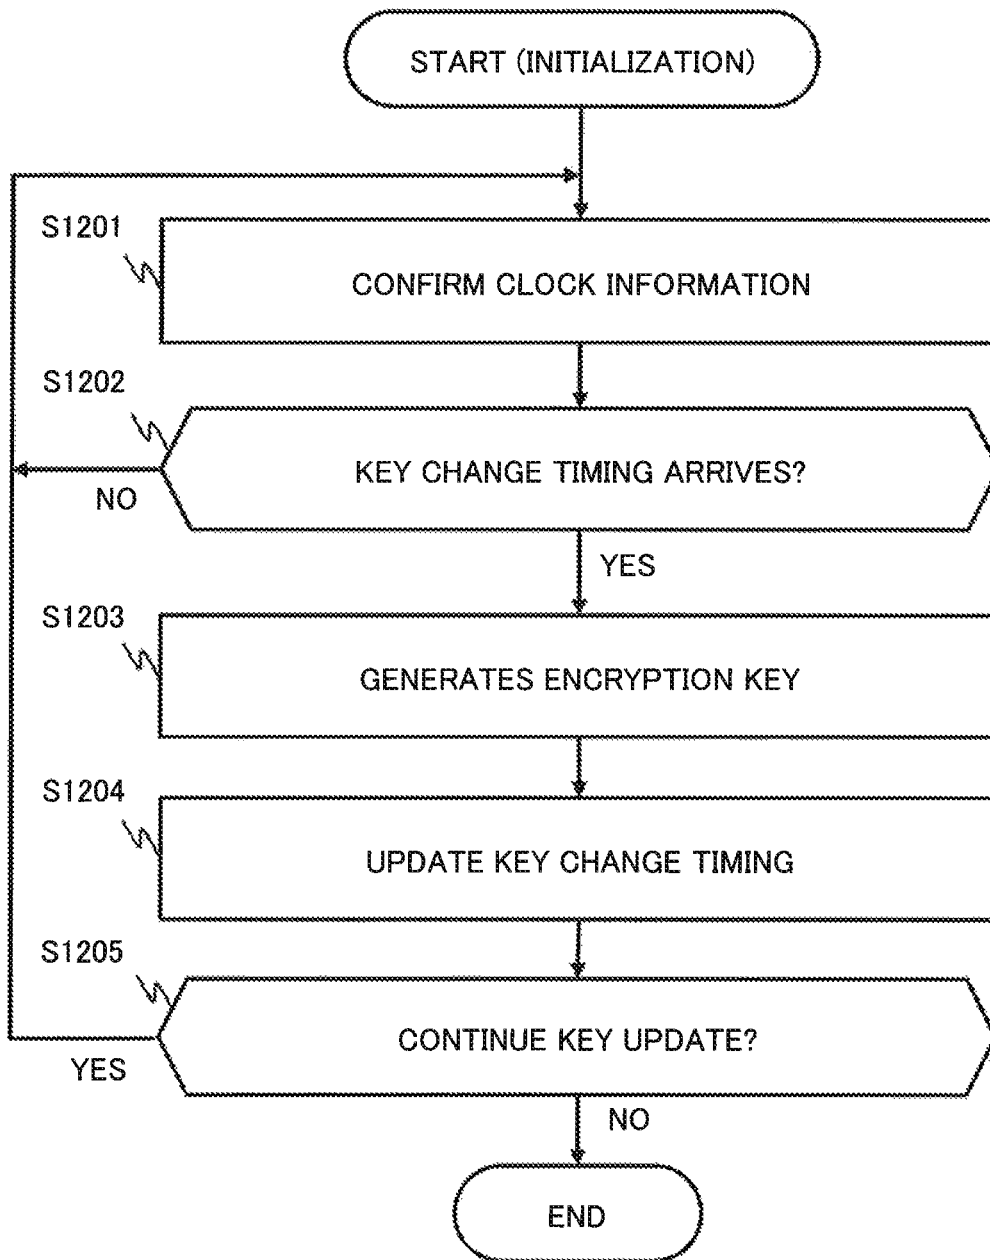 START (INITIALIZATION)
S1201
CONFIRM CLOCK INFORMATION
S1202
KEY CHANGE TIMING ARRIVES?
NO
YES
S1203
GENERATES ENCRYPTION KEY
S1204
UPDATE KEY CHANGE TIMING
S1205
CONTINUE KEY UPDATE?
YES
NO
END